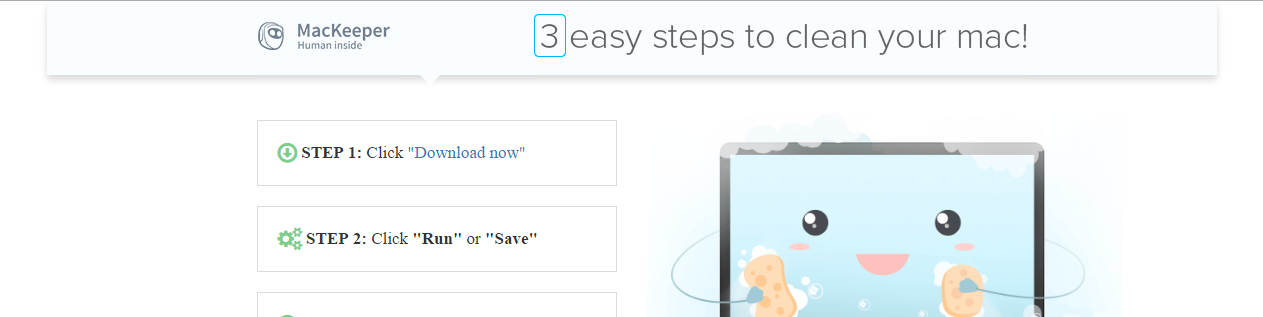 MacKeeper
Human inside
3 easy steps to clean your mac!
STEP 1: Click "Download now"
STEP 2: Click "Run" or "Save"